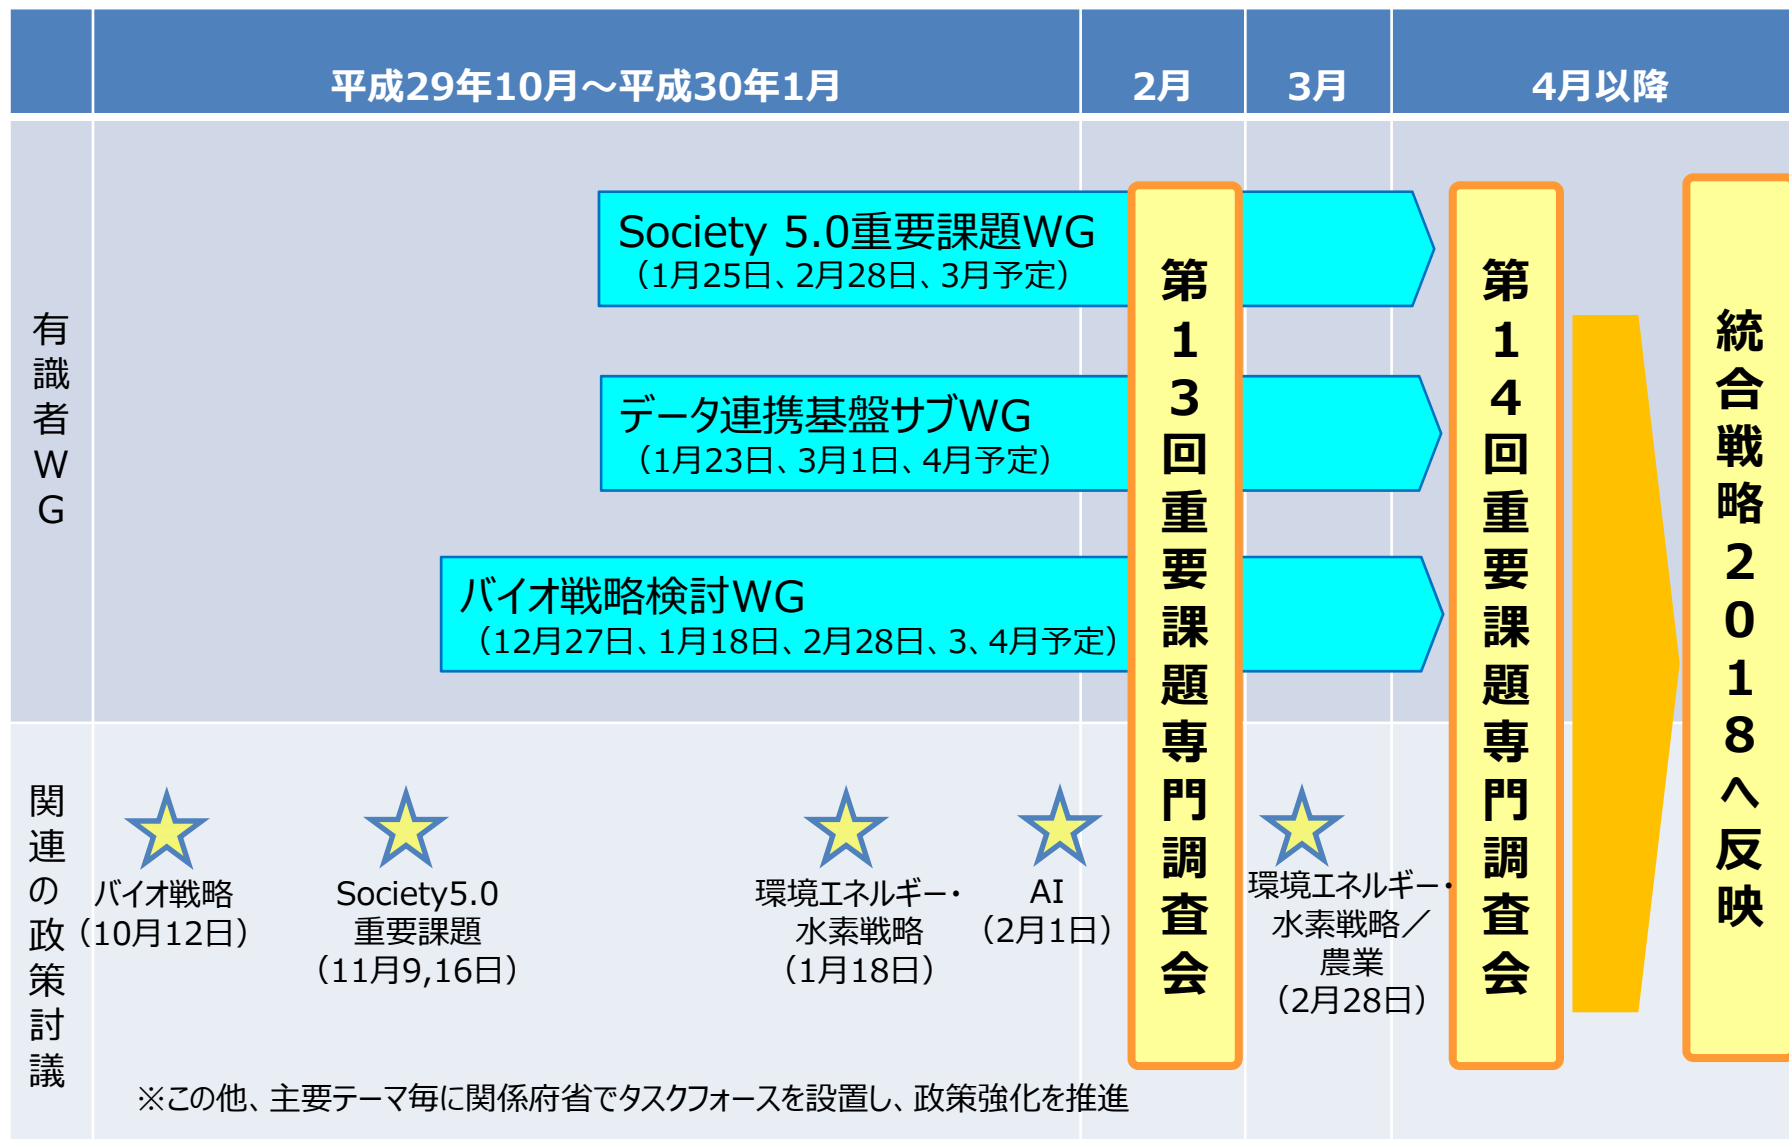 平成29年10月～平成30年1月
2月
3月
4月以降
有識者WG
Society 5.0重要課題WG
（1月25日、2月28日、3月予定）
データ連携基盤サブWG
（1月23日、3月1日、4月予定）
バイオ戦略検討WG
（12月27日、1月18日、2月28日、3、4月予定）
第13回重要課題専門調査会
第14回重要課題専門調査会
統合戦略2018へ反映
関連の政策討議
バイオ戦略
（10月12日）
Society5.0
重要課題
（11月9,16日）
環境エネルギー・
水素戦略
（1月18日）
AI
（2月1日）
環境エネルギー・
水素戦略／
農業
（2月28日）
※この他、主要テーマ毎に関係府省でタスクフォースを設置し、政策強化を推進